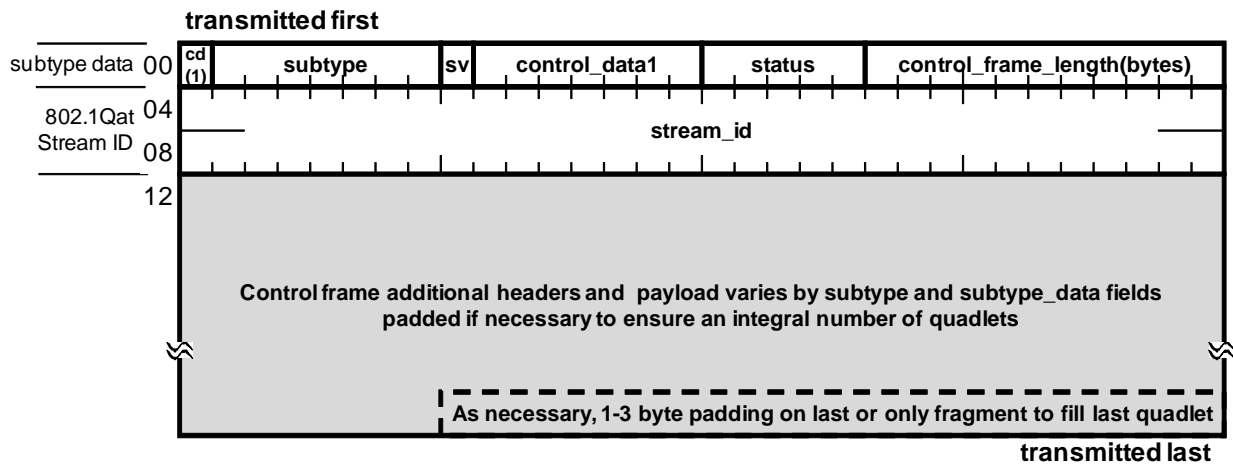 transmitted first
subtype data 00 cd (1) subtype sv control_data1 status control_frame_length(bytes)
802.1Qat Stream ID 04 08 stream_id
12
Control frame additional headers and payload varies by subtype and subtype_data fields
padded if necessary to ensure an integral number of quadlets
As necessary, 1-3 byte padding on last or only fragment to fill last quadlet
transmitted last